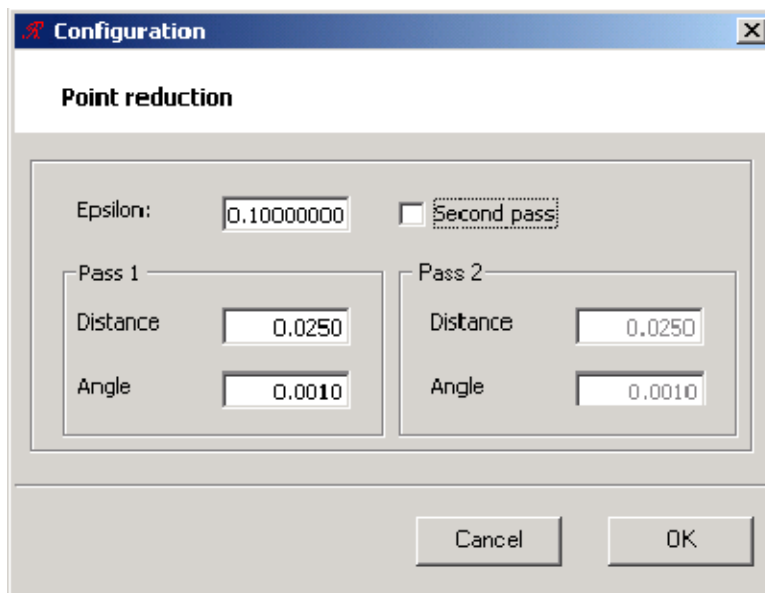 Configuration
Point reduction
Epsilon: 0.10000000 Second pass
Pass 1
Distance 0.0250
Angle 0.0010
Pass 2
Distance 0.0250
Angle 0.0010
Cancel OK